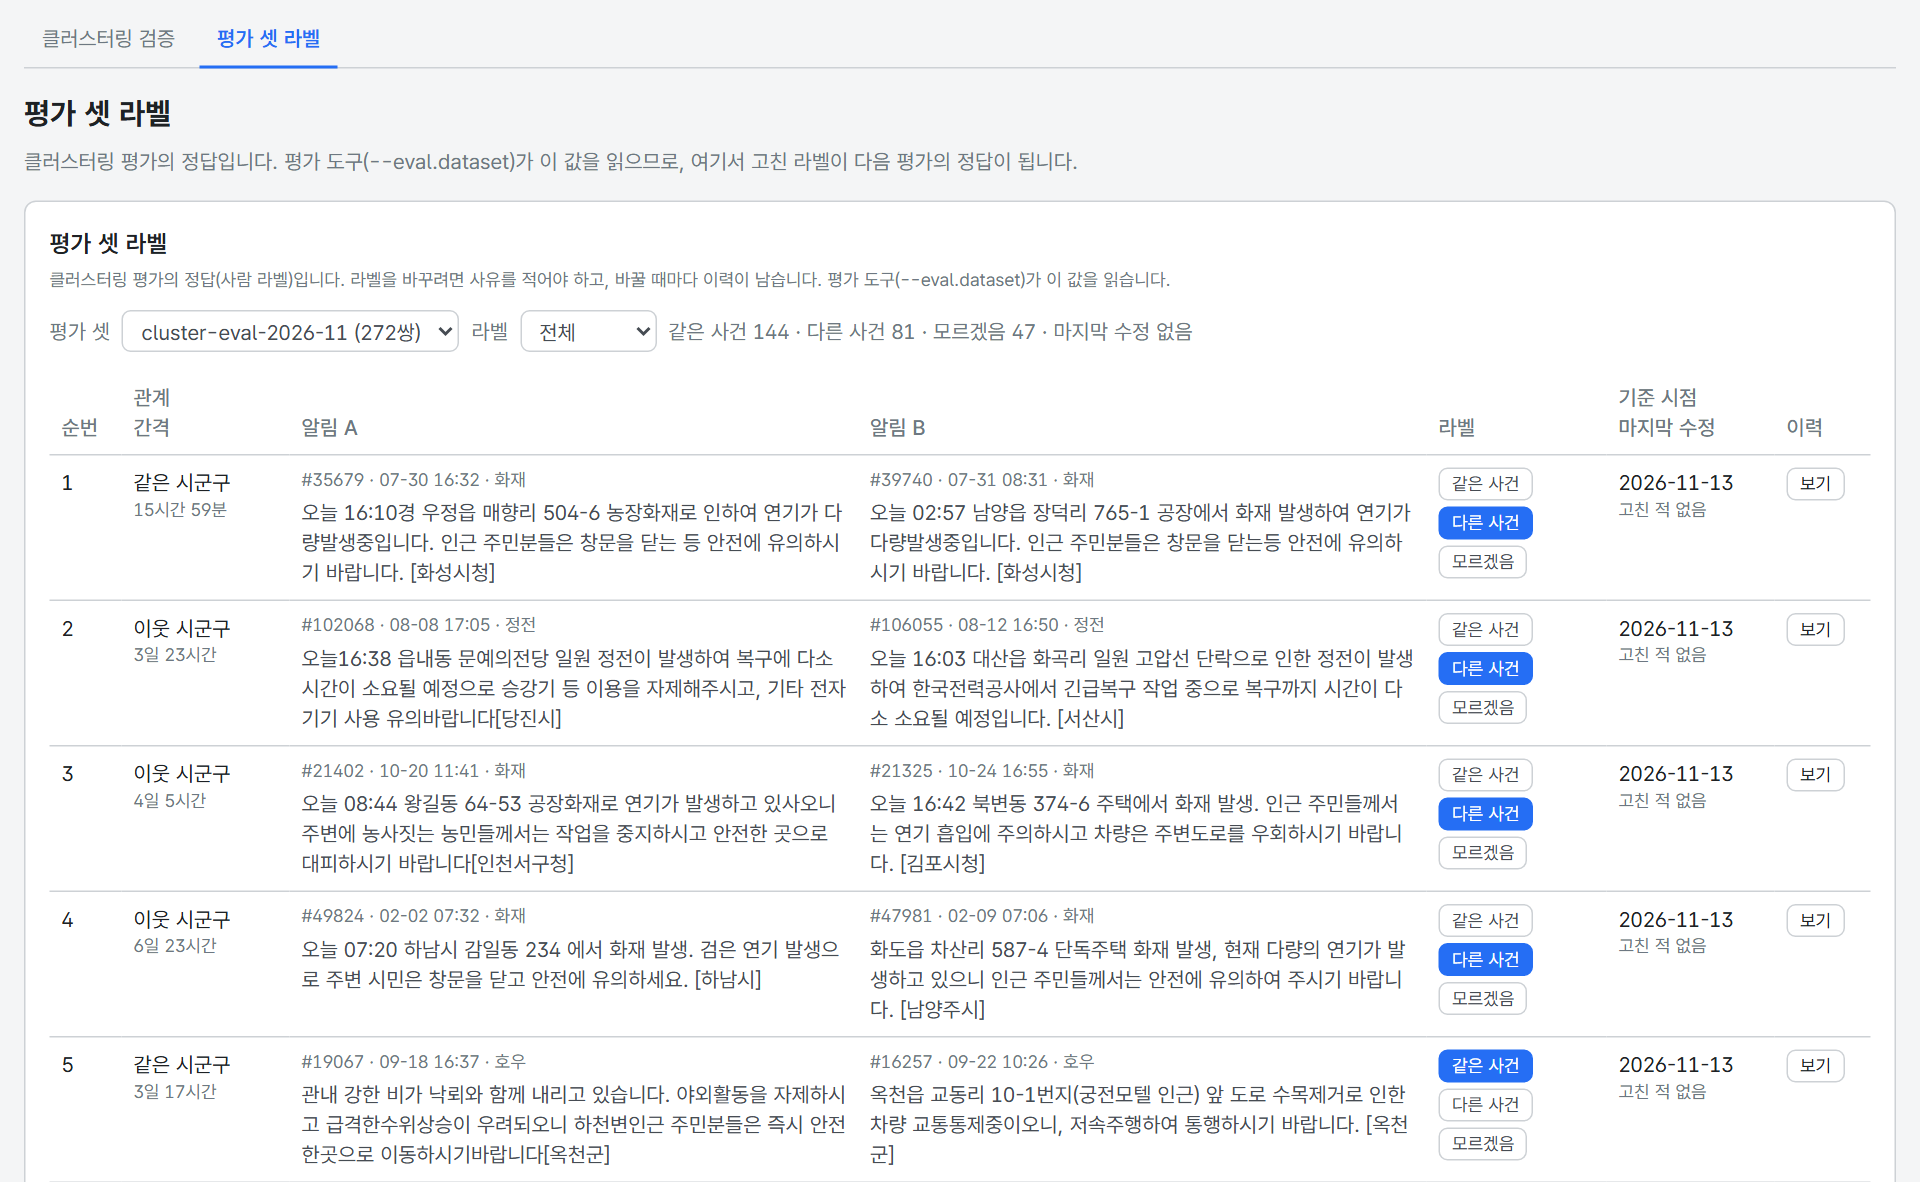 클러스터링 검증 평가 셋 라벨
평가 셋 라벨
클러스터링 평가의 정답입니다. 평가 도구(--eval.dataset)가 이 값을 읽으므로, 여기서 고친 라벨이 다음 평가의 정답이 됩니다.
평가 셋 라벨
클러스터링 평가의 정답(사람 라벨)입니다. 라벨을 바꾸려면 사유를 적어야 하고, 바꿀 때마다 이력이 남습니다. 평가 도구(--eval.dataset)가 이 값을 읽습니다.
평가 셋 cluster-eval-2026-11 (272쌍) 라벨 전체 같은 사건 144 · 다른 사건 81 · 모르겠음 47 · 마지막 수정 없음
순번
관계
간격
알림 A
알림 B
라벨
기준 시점
마지막 수정
이력
1
같은 시군구
15시간 59분
#35679 · 07-30 16:32 · 화재
오늘 16:10경 우정읍 매향리 504-6 농장화재로 인하여 연기가 다
량발생중입니다. 인근 주민분들은 창문을 닫는 등 안전에 유의하시
기 바랍니다. [화성시청]
#39740 · 07-31 08:31 · 화재
오늘 02:57 남양읍 장덕리 765-1 공장에서 화재 발생하여 연기가
다량발생중입니다. 인근 주민분들은 창문을 닫는등 안전에 유의하
시기 바랍니다. [화성시청]
같은 사건
다른 사건
모르겠음
2026-11-13
고친 적 없음
보기
2
이웃 시군구
3일 23시간
#102068 · 08-08 17:05 · 정전
오늘16:38 읍내동 문예의전당 일원 정전이 발생하여 복구에 다소
시간이 소요될 예정으로 승강기 등 이용을 자제해주시고, 기타 전자
기기 사용 유의바랍니다[당진시]
#106055 · 08-12 16:50 · 정전
오늘 16:03 대산읍 화곡리 일원 고압선 단락으로 인한 정전이 발생
하여 한국전력공사에서 긴급복구 작업 중으로 복구까지 시간이 다
소 소요될 예정입니다. [서산시]
같은 사건
다른 사건
모르겠음
2026-11-13
고친 적 없음
보기
3
이웃 시군구
4일 5시간
#21402 · 10-20 11:41 · 화재
오늘 08:44 왕길동 64-53 공장화재로 연기가 발생하고 있사오니
주변에 농사짓는 농민들께서는 작업을 중지하시고 안전한 곳으로
대피하시기 바랍니다[인천서구청]
#21325 · 10-24 16:55 · 화재
오늘 16:42 북변동 374-6 주택에서 화재 발생. 인근 주민들께서
는 연기 흡입에 주의하시고 차량은 주변도로를 우회하시기 바랍니
다. [김포시청]
같은 사건
다른 사건
모르겠음
2026-11-13
고친 적 없음
보기
4
이웃 시군구
6일 23시간
#49824 · 02-02 07:32 · 화재
오늘 07:20 하남시 감일동 234 에서 화재 발생. 검은 연기 발생으
로 주변 시민은 창문을 닫고 안전에 유의하세요. [하남시]
#47981 · 02-09 07:06 · 화재
화도읍 차산리 587-4 단독주택 화재 발생, 현재 다량의 연기가 발
생하고 있으니 인근 주민들께서는 안전에 유의하여 주시기 바랍니
다. [남양주시]
같은 사건
다른 사건
모르겠음
2026-11-13
고친 적 없음
보기
5
같은 시군구
3일 17시간
#19067 · 09-18 16:37 · 호우
관내 강한 비가 낙뢰와 함께 내리고 있습니다. 야외활동을 자제하시
고 급격한수위상승이 우려되오니 하천변인근 주민분들은 즉시 안전
한곳으로 이동하시기바랍니다[옥천군]
#16257 · 09-22 10:26 · 호우
옥천읍 교동리 10-1번지(궁전모텔 인근) 앞 도로 수목제거로 인한
차량 교통통제중이오니, 저속주행하여 통행하시기 바랍니다. [옥천
군]
같은 사건
다른 사건
모르겠음
2026-11-13
고친 적 없음
보기